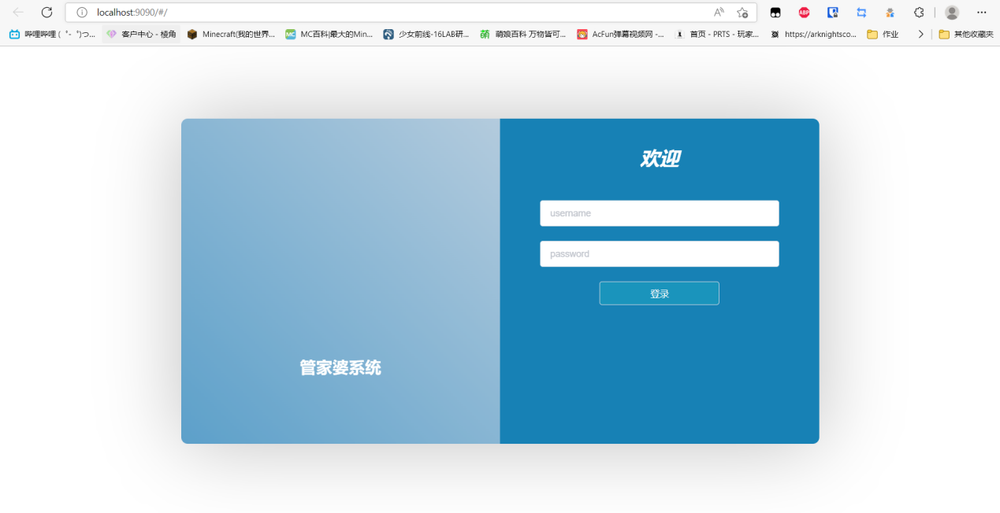 localhost:9090/#/
哔哩哔哩 (゜-゜)つ...
客户中心 - 棱角
Minecraft(我的世界...
MC百科|最大的Min...
少女前线-16LAB研...
萌娘百科 万物皆可...
AcFun弹幕视频网 -...
首页 - PRTS - 玩家...
https://arknightsco...
作业
其他收藏夹
欢迎
username
password
登录
管家婆系统